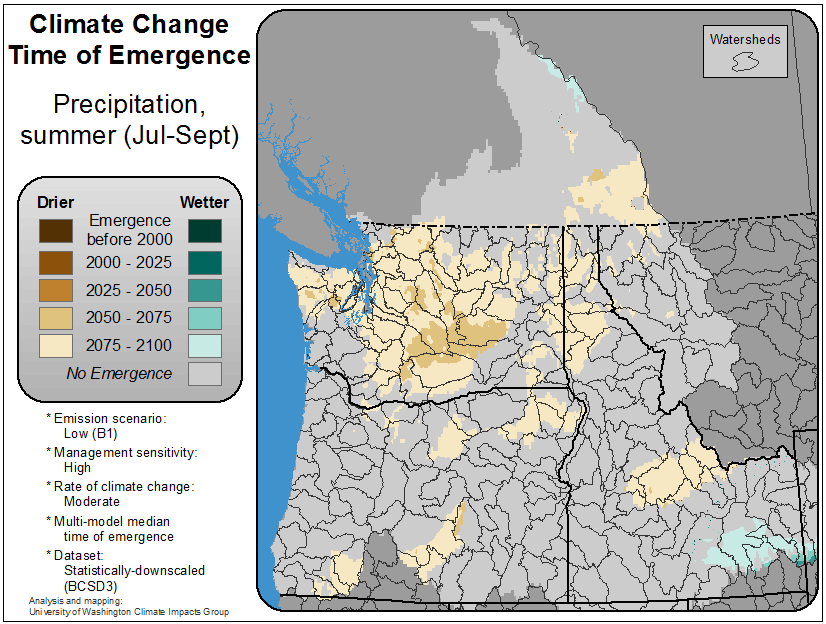 Climate Change
Time of Emergence
Precipitation,
summer (Jul-Sept)
Watersheds
Drier
Wetter
Emergence
before 2000
2000 - 2025
2025 - 2050
2050 - 2075
2075 - 2100
No Emergence
* Emission scenario:
Low (B1)
* Management sensitivity:
High
* Rate of climate change:
Moderate
* Multi-model median
time of emergence
* Dataset:
Statistically-downscaled
(BCSD3)
Analysis and mapping:
University of Washington Climate Impacts Group